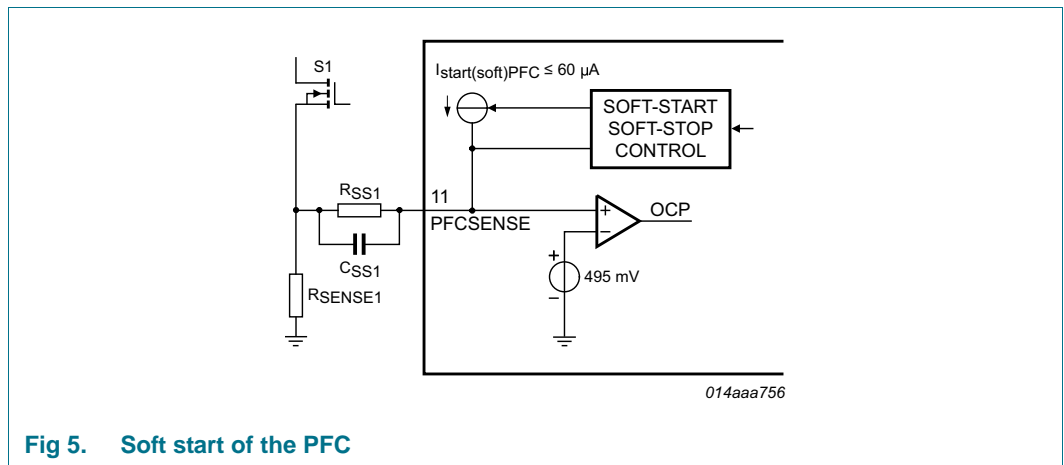 S1
Istart(soft)PFC ≤ 60 μA
SOFT-START
SOFT-STOP
CONTROL
RSS1
11
PFCSENSE
OCP
CSS1
+
−
+
495 mV
−
RSENSE1
014aaa756
Fig 5. Soft start of the PFC